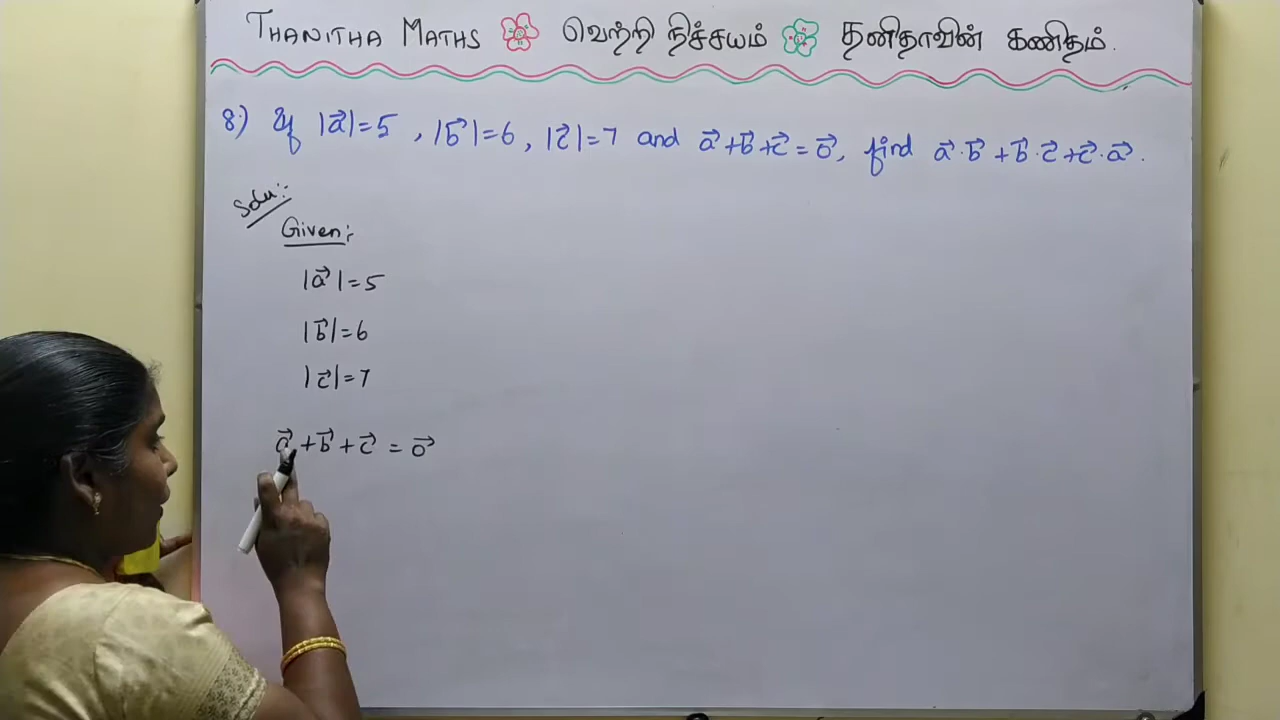 THANITHA MATHS வெற்றி நிச்சயம் தனிதாவின் கணிதம்.
8) If |a⃗|=5, |b⃗|=6, |c⃗|=7 and a⃗+b⃗+c⃗=0⃗, find a⃗·b⃗+b⃗·c⃗+c⃗·a⃗.
Solu:-
Given:-
|a⃗|=5
|b⃗|=6
|c⃗|=7
a⃗+b⃗+c⃗=0⃗